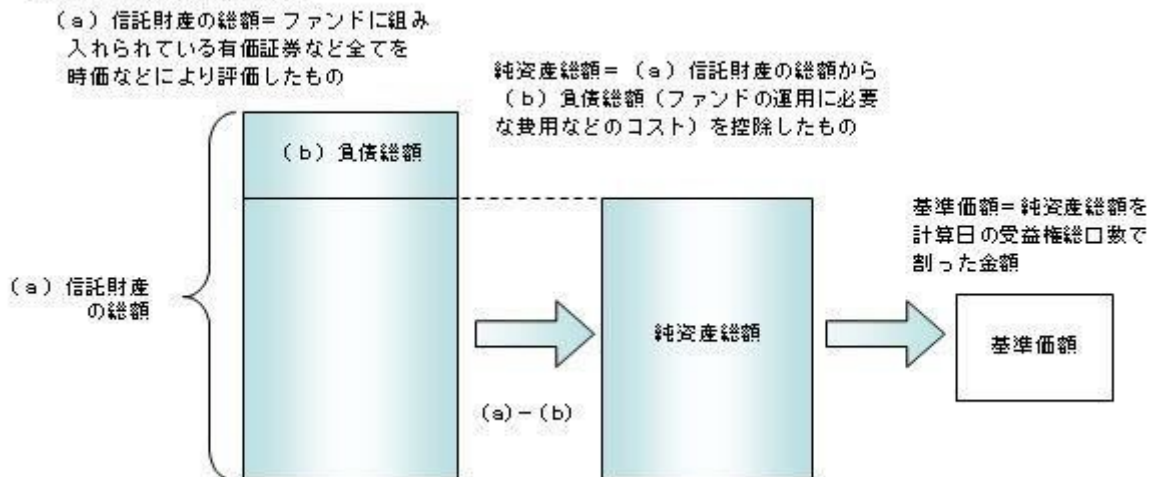 (a) 信託財産の総額=ファンドに組み
入れられている有価証券など全てを
時価などにより評価したもの
純資産総額= (a) 信託財産の総額から
(b) 負債総額(ファンドの運用に必要
な費用などのコスト)を控除したもの
(b) 負債総額
基準価額=純資産総額を
計算日の受益権総口数で
割った金額
(a) 信託財産
の総額
純資産総額
基準価額
(a)-(b)